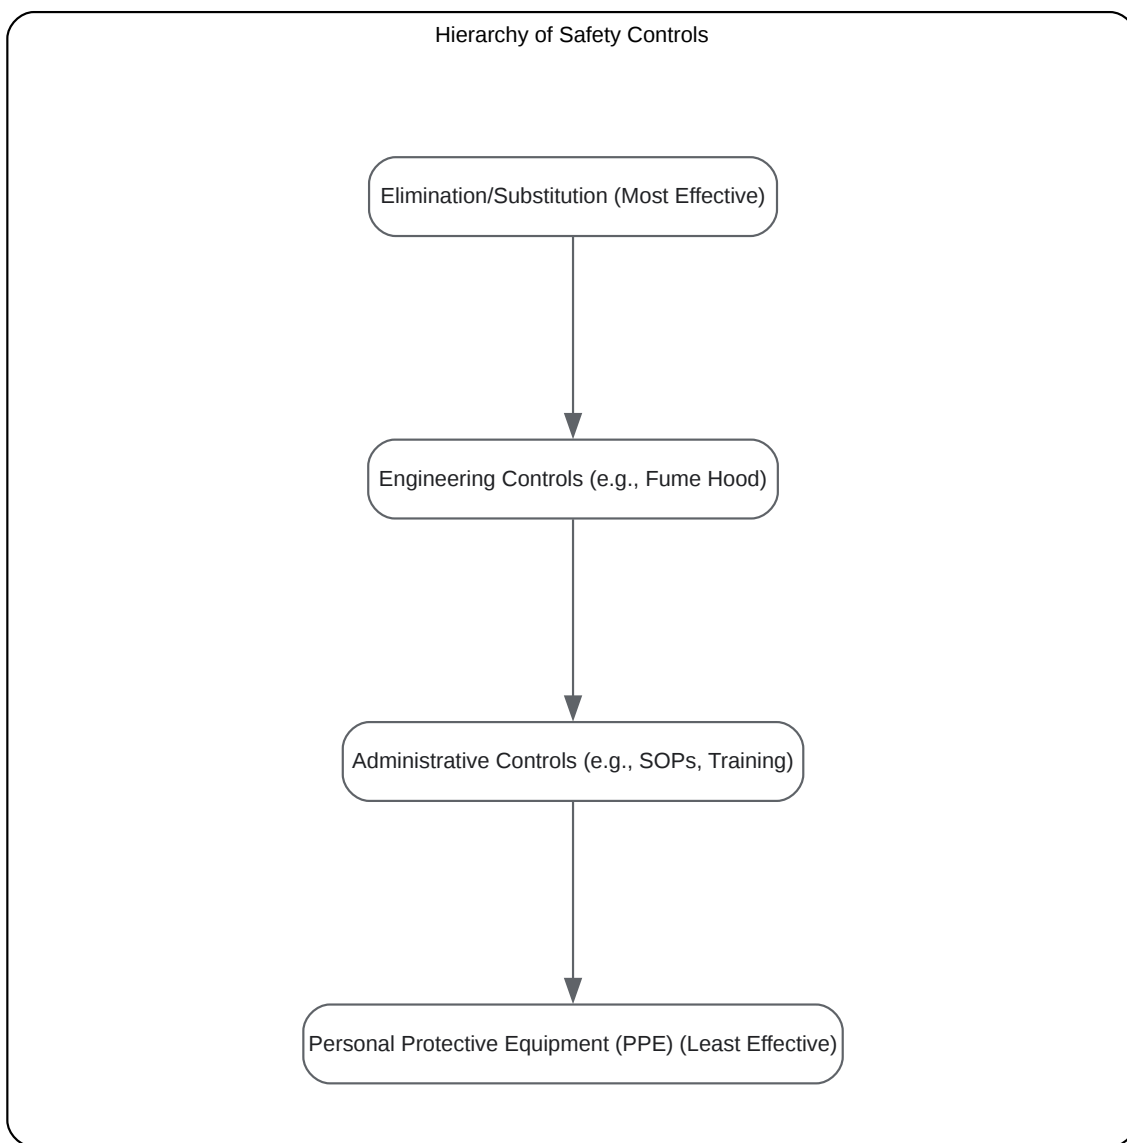 Hierarchy of Safety Controls
Elimination/Substitution (Most Effective)
Engineering Controls (e.g., Fume Hood)
Administrative Controls (e.g., SOPs, Training)
Personal Protective Equipment (PPE) (Least Effective)